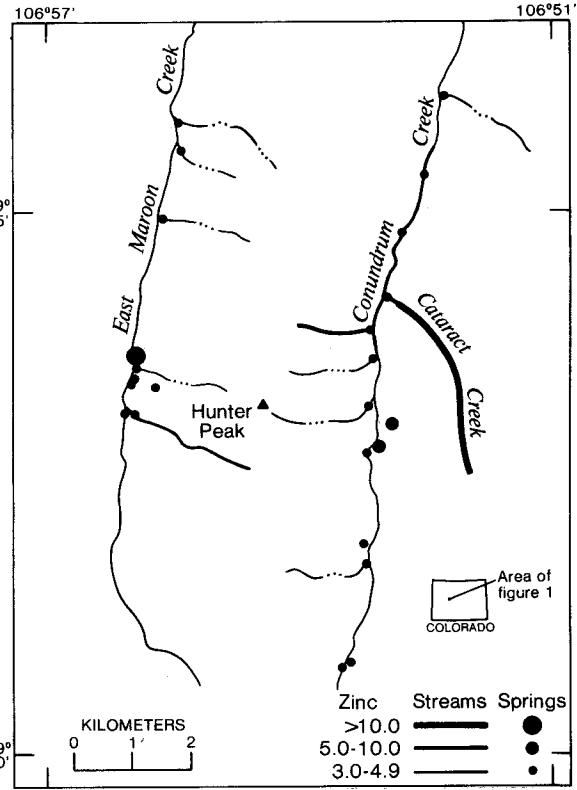 106°57'
106°51'
Creek
Creek
Maroon
Conundrum
East
Cataract
Creek
Hunter
Peak
Area of
figure 1
COLORADO
KILOMETERS
0 1 2
Zinc Streams Springs
>10.0
5.0-10.0
3.0-4.9